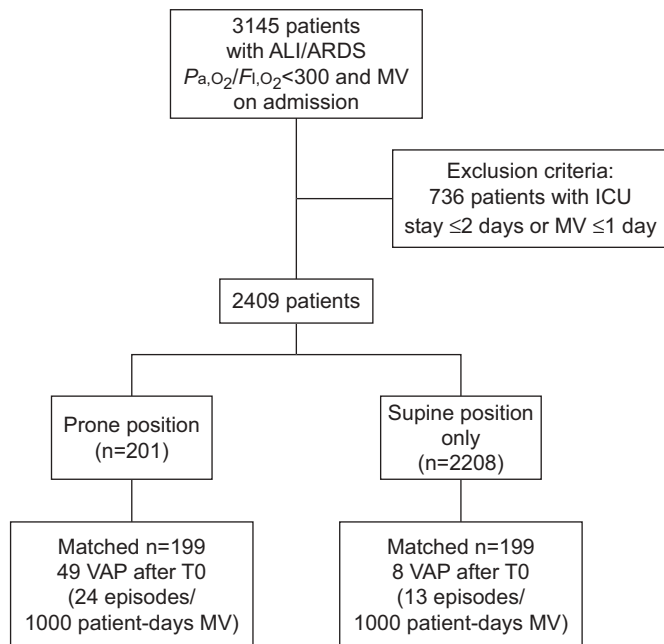 3145 patients
with ALI/ARDS
Pa,O2/FI,O2<300 and MV
on admission
Exclusion criteria:
736 patients with ICU
stay ≤2 days or MV ≤1 day
2409 patients
Prone position
(n=201)
Supine position
only
(n=2208)
Matched n=199
49 VAP after T0
(24 episodes/
1000 patient-days MV)
Matched n=199
8 VAP after T0
(13 episodes/
1000 patient-days MV)